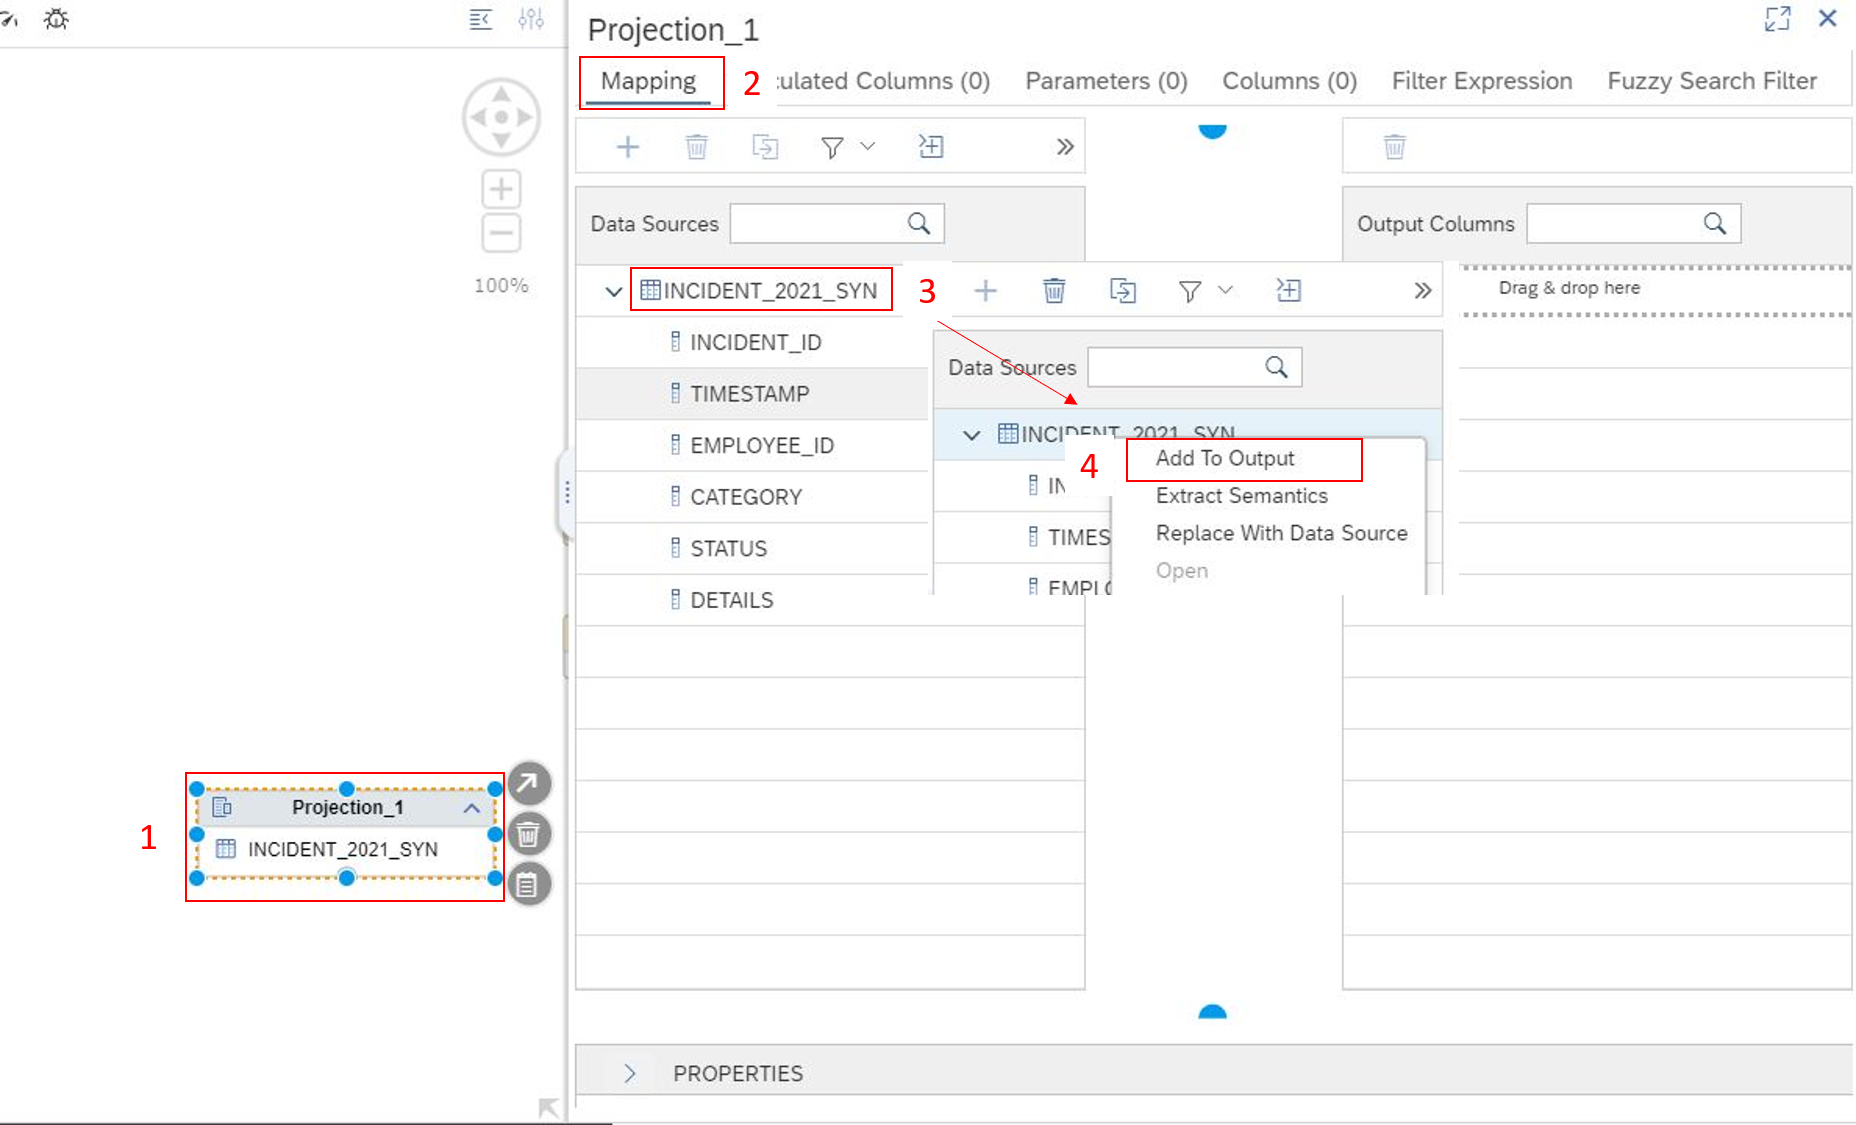 Projection_1
Mapping
2
culated Columns (0)
Parameters (0)
Columns (0)
Filter Expression
Fuzzy Search Filter
100%
Data Sources
INCIDENT_2021_SYN
3
INCIDENT_ID
TIMESTAMP
EMPLOYEE_ID
CATEGORY
STATUS
DETAILS
Data Sources
INCIDENT_2021_SYN
4
IN
TIMES
EMPLO
Add To Output
Extract Semantics
Replace With Data Source
Open
Output Columns
Drag & drop here
1
Projection_1
INCIDENT_2021_SYN
PROPERTIES